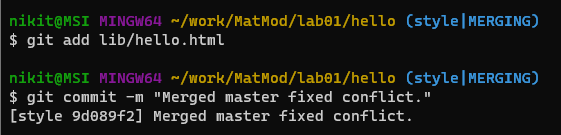 nikit@MSI MINGW64 ~/work/MatMod/lab01/hello (style|MERGING)
$ git add lib/hello.html
nikit@MSI MINGW64 ~/work/MatMod/lab01/hello (style|MERGING)
$ git commit -m "Merged master fixed conflict."
[style 9d089f2] Merged master fixed conflict.